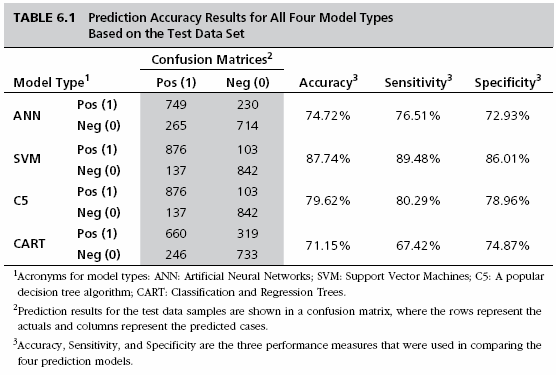 TABLE 6.1 Prediction Accuracy Results for All Four Model Types
Based on the Test Data Set
Confusion Matrices2
Model Type1 Pos (1) Neg (0) Accuracy3 Sensitivity3 Specificity3
ANN Pos (1) 749 230 74.72% 76.51% 72.93%
Neg (0) 265 714
SVM Pos (1) 876 103 87.74% 89.48% 86.01%
Neg (0) 137 842
C5 Pos (1) 876 103 79.62% 80.29% 78.96%
Neg (0) 137 842
CART Pos (1) 660 319 71.15% 67.42% 74.87%
Neg (0) 246 733
1Acronyms for model types: ANN: Artificial Neural Networks; SVM: Support Vector Machines; C5: A popular
decision tree algorithm; CART: Classification and Regression Trees.
2Prediction results for the test data samples are shown in a confusion matrix, where the rows represent the
actuals and columns represent the predicted cases.
3Accuracy, Sensitivity, and Specificity are the three performance measures that were used in comparing the
four prediction models.